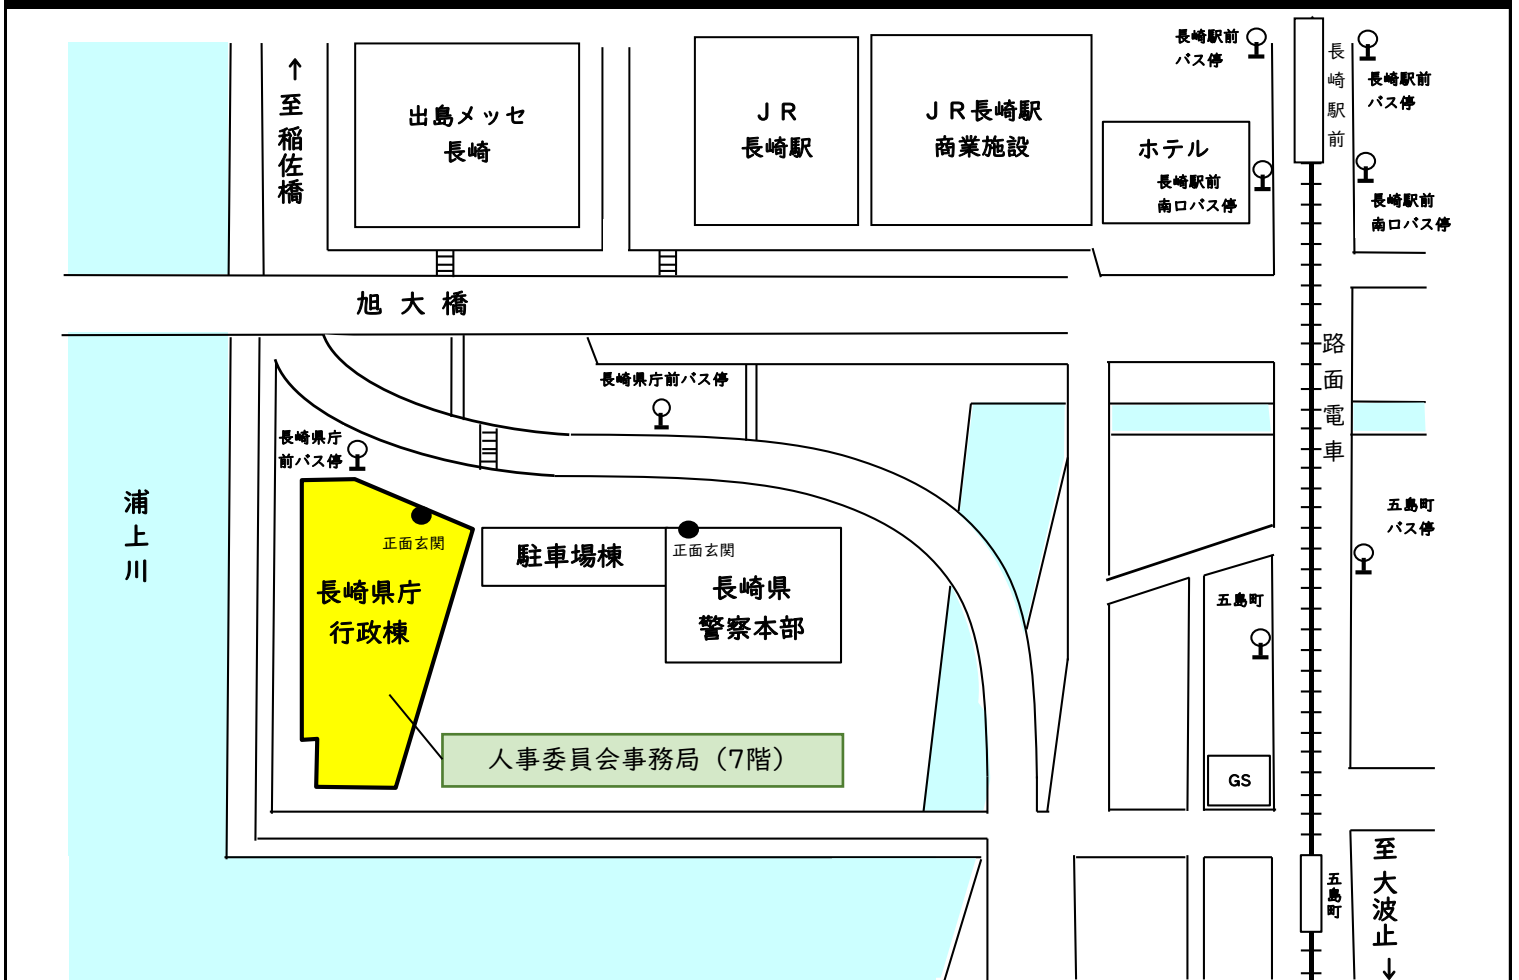 長崎駅前
バス停
長崎駅前
長崎駅前
バス停
↑至稲佐橋
出島メッセ
長崎
ＪＲ
長崎駅
ＪＲ長崎駅
商業施設
ホテル
長崎駅前
南口バス停
長崎駅前
南口バス停
旭大橋
路面電車
長崎県庁前バス停
長崎県庁
前バス停
浦上川
正面玄関
長崎県庁
行政棟
駐車場棟
正面玄関
長崎県
警察本部
五島町
バス停
五島町
人事委員会事務局（7階）
GS
五島町
至大波止↓